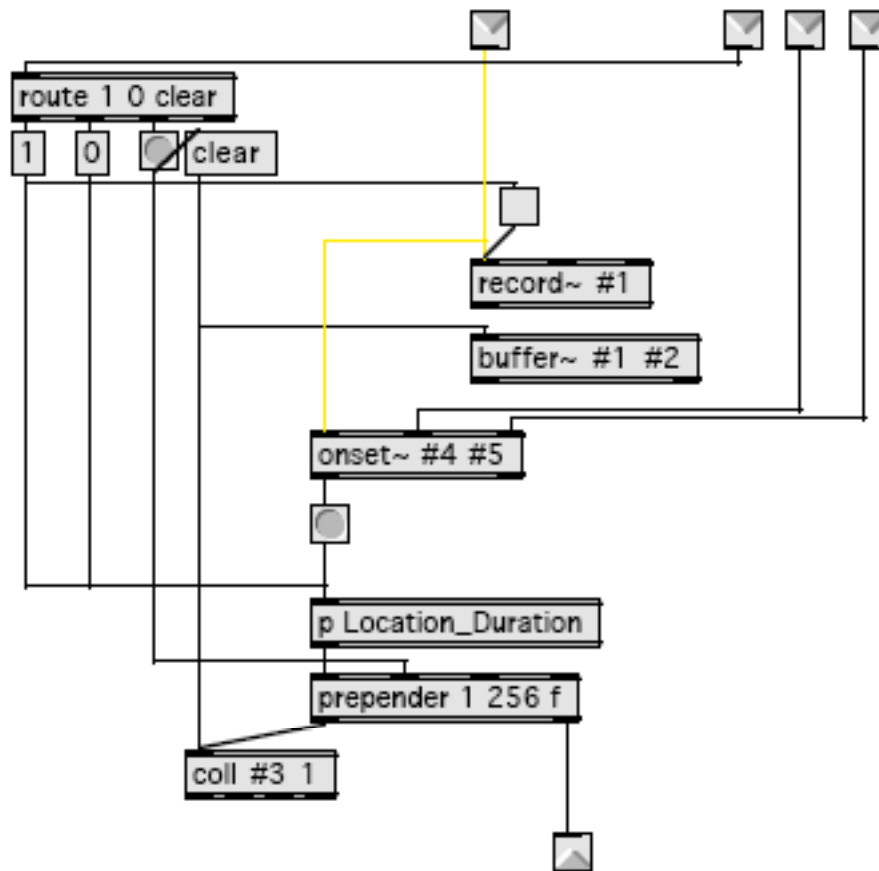 route 1 0 clear
1
0
clear
record~ #1
buffer~ #1 #2
onset~ #4 #5
p Location_Duration
prepender 1 256 f
coll #3 1